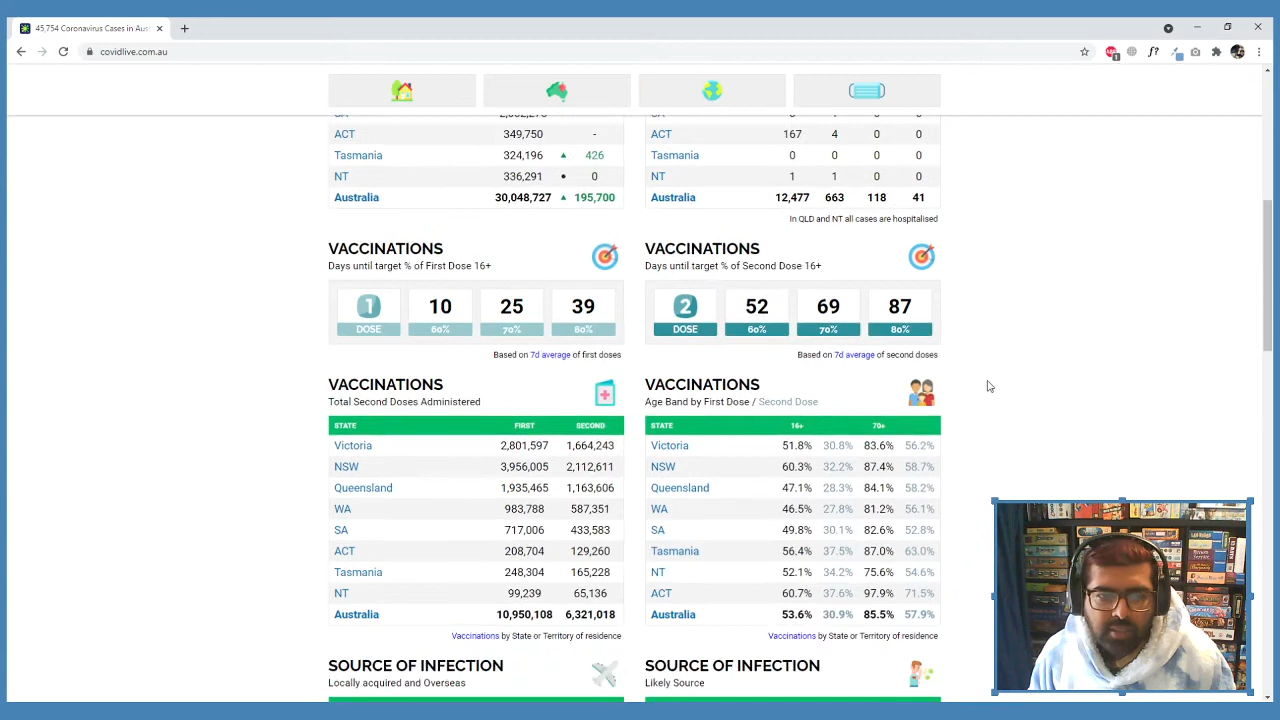 45,754 Coronavirus Cases in Aus
covidlive.com.au
ACT 349,750 -
Tasmania 324,196 ▲ 426
NT 336,291 • 0
Australia 30,048,727 ▲ 195,700
ACT 167 4 0 0
Tasmania 0 0 0 0
NT 1 1 0 0
Australia 12,477 663 118 41
In QLD and NT all cases are hospitalised
VACCINATIONS
Days until target % of First Dose 16+
1 10 25 39
DOSE 60% 70% 80%
Based on 7d average of first doses
VACCINATIONS
Days until target % of Second Dose 16+
2 52 69 87
DOSE 60% 70% 80%
Based on 7d average of second doses
VACCINATIONS
Total Second Doses Administered
STATE FIRST SECOND
Victoria 2,801,597 1,664,243
NSW 3,956,005 2,112,611
Queensland 1,935,465 1,163,606
WA 983,788 587,351
SA 717,006 433,583
ACT 208,704 129,260
Tasmania 248,304 165,228
NT 99,239 65,136
Australia 10,950,108 6,321,018
Vaccinations by State or Territory of residence
VACCINATIONS
Age Band by First Dose / Second Dose
STATE 16+ 70+
Victoria 51.8% 30.8% 83.6% 56.2%
NSW 60.3% 32.2% 87.4% 58.7%
Queensland 47.1% 28.3% 84.1% 58.2%
WA 46.5% 27.8% 81.2% 56.1%
SA 49.8% 30.1% 82.6% 52.8%
Tasmania 56.4% 37.5% 87.0% 63.0%
NT 52.1% 34.2% 75.6% 54.6%
ACT 60.7% 37.6% 97.9% 71.5%
Australia 53.6% 30.9% 85.5% 57.9%
Vaccinations by State or Territory of residence
SOURCE OF INFECTION
Locally acquired and Overseas
SOURCE OF INFECTION
Likely Source